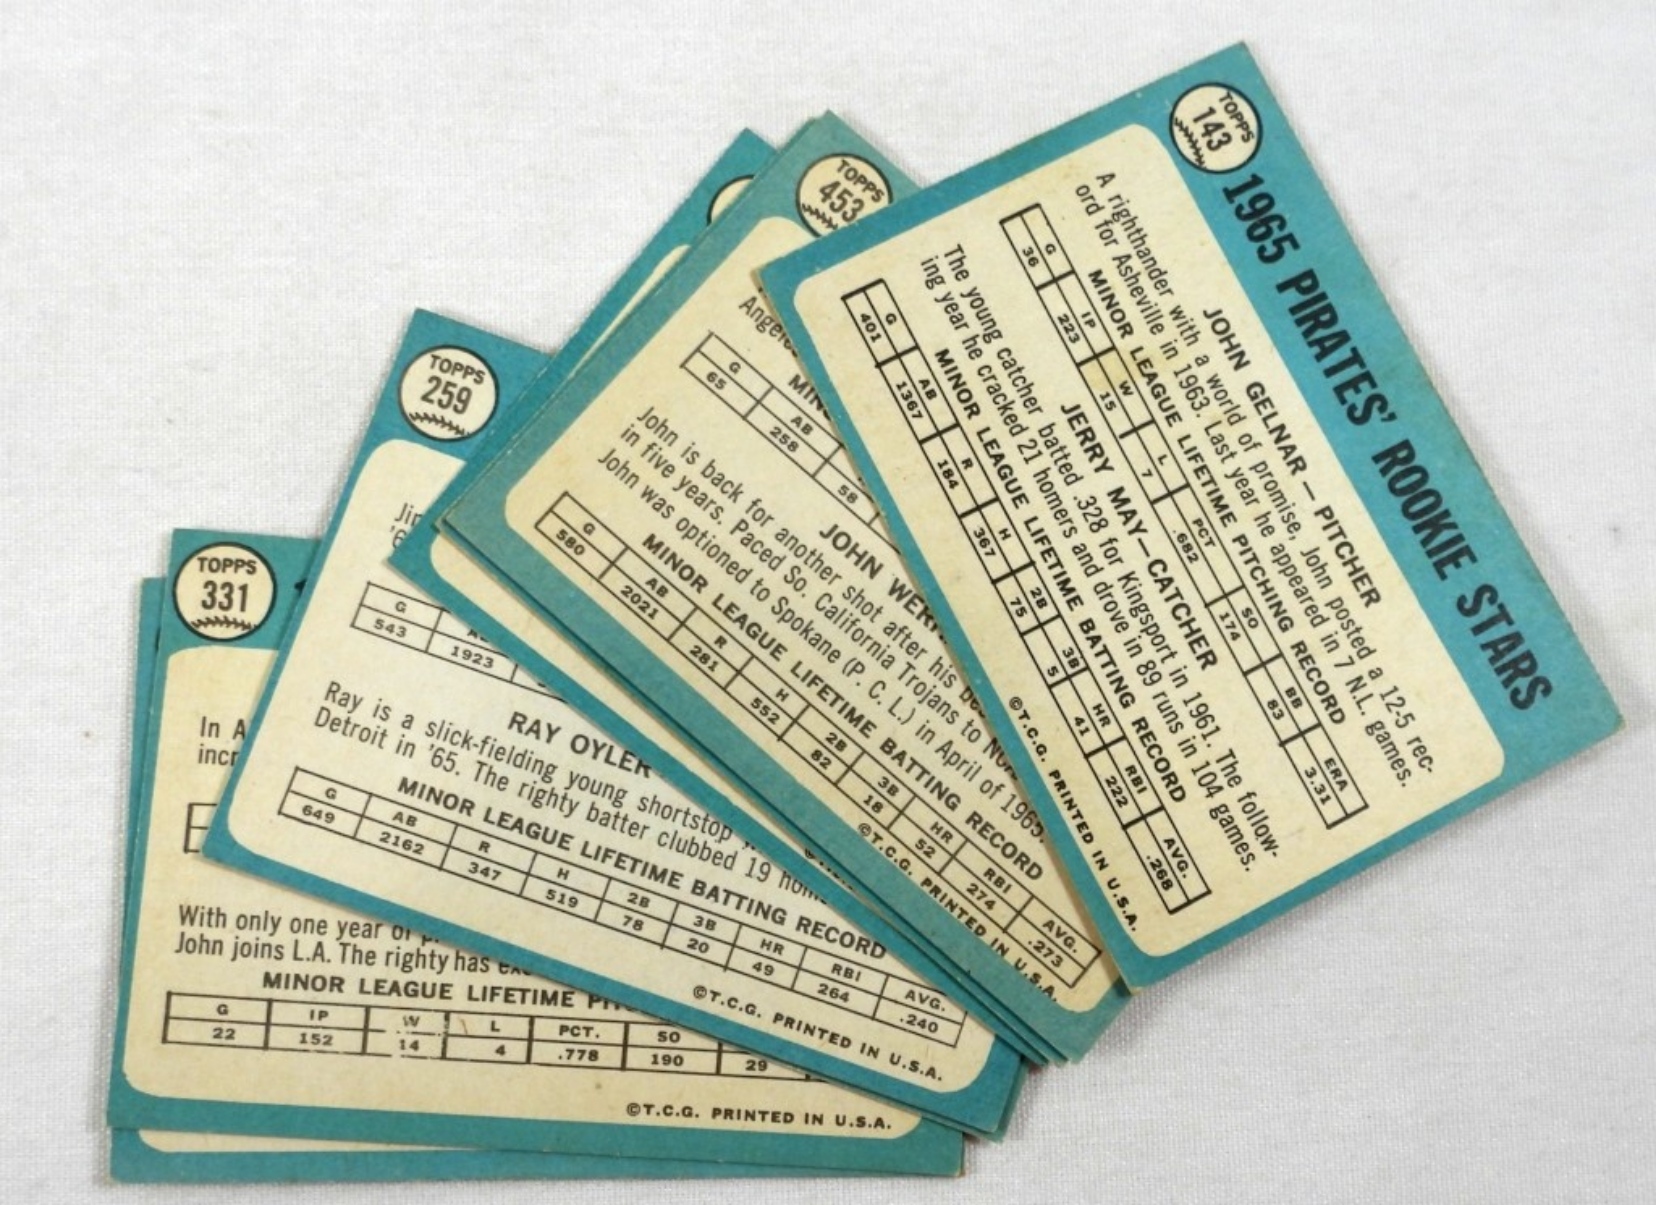 TOPPS
143
1965 PIRATES' ROOKIE STARS
JOHN GELNAR — PITCHER
A righthander with a world of promise, John posted a 12-5 rec-
ord for Asheville in 1963. Last year he appeared in 7 N.L. games.
MINOR LEAGUE LIFETIME PITCHING RECORD
G IP W L PCT SO BB ERA
36 223 15 7 .682 174 83 3.31
JERRY MAY—CATCHER
The young catcher batted .328 for Kingsport in 1961. The follow-
ing year he cracked 21 homers and drove in 89 runs in 104 games.
MINOR LEAGUE LIFETIME BATTING RECORD
G AB R H 2B 3B HR RBI AVG.
401 1367 184 367 75 5 41 222 .268
©T.C.G. PRINTED IN U.S.A.
TOPPS
453
Angel
MIN
G AB
65 258 58
JOHN WER
John is back for another shot after his
in five years. Paced So. California Trojans to
John was optioned to Spokane (P. C. L.) in April of 1965.
MINOR LEAGUE LIFETIME BATTING RECORD
G AB R H 2B 3B HR RBI AVG.
580 2021 281 552 82 18 52 274 .273
©T.C.G. PRINTED IN U.S.A.
TOPPS
259
G
543 1923
RAY OYLER
Ray is a slick-fielding young shortstop
Detroit in '65. The righty batter clubbed 19
MINOR LEAGUE LIFETIME BATTING RECORD
G AB R H 2B 3B HR RBI AVG.
649 2162 347 519 78 20 49 264 .240
©T.C.G. PRINTED IN U.S.A.
TOPPS
331
In A
incr
With only one year of
John joins L.A. The righty has
MINOR LEAGUE LIFETIME
G IP W L PCT. SO
22 152 14 4 .778 190 29
©T.C.G. PRINTED IN U.S.A.